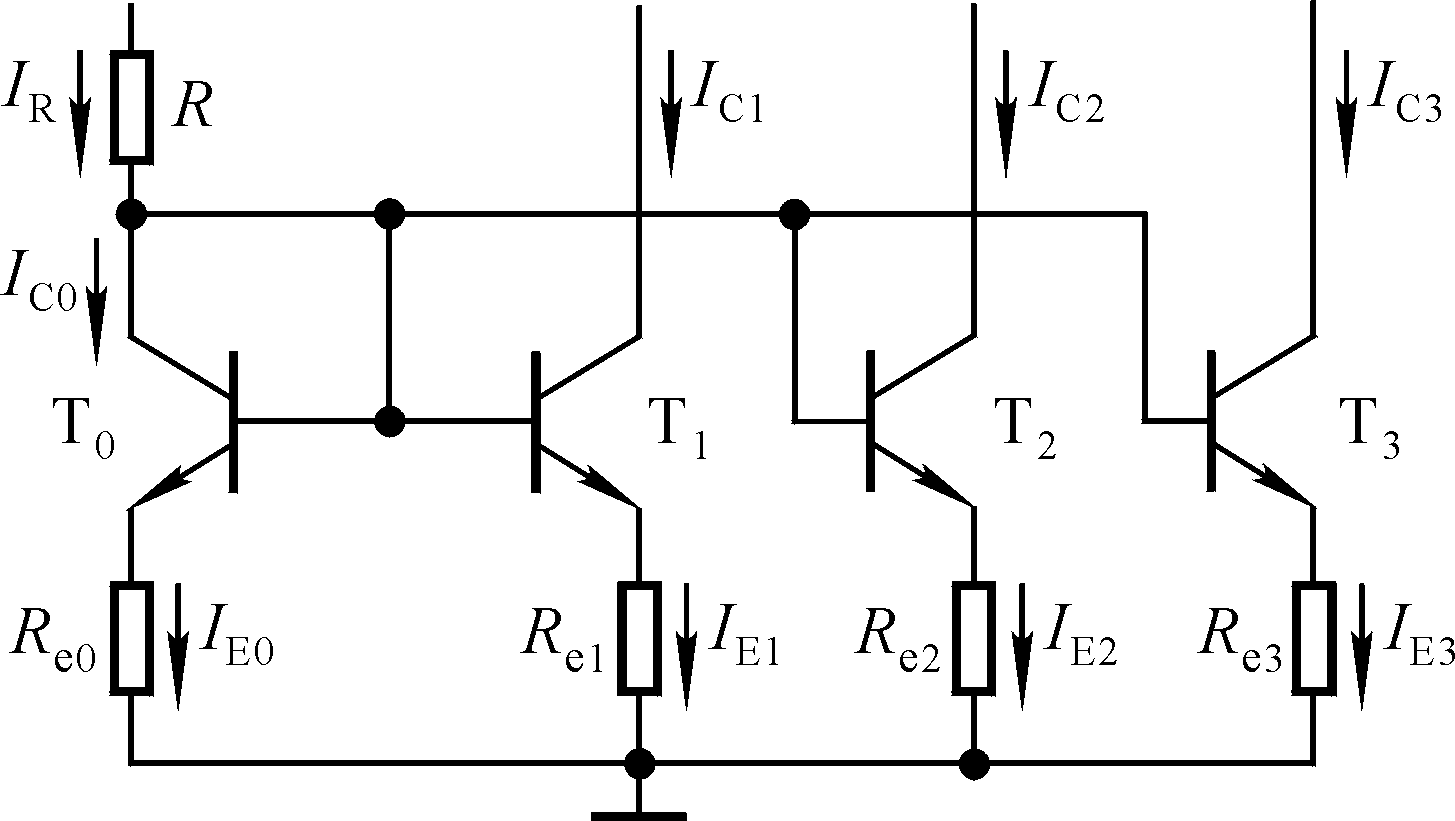 I_R R I_C1 I_C2 I_C3
I_C0
T_0 T_1 T_2 T_3
R_e0 I_E0 R_e1 I_E1 R_e2 I_E2 R_e3 I_E3